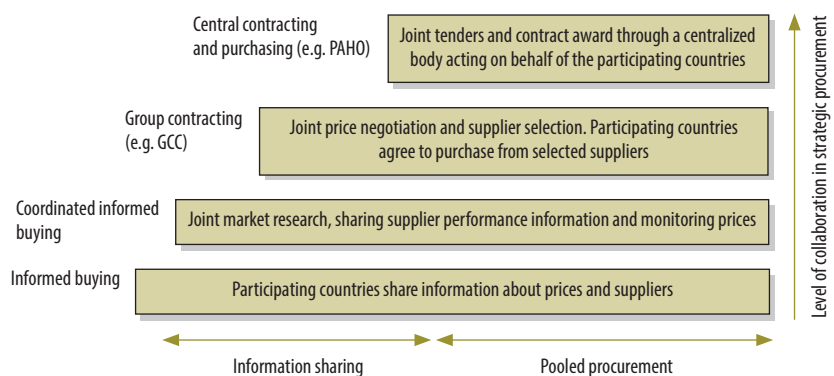 Central contracting
and purchasing (e.g. PAHO)
Joint tenders and contract award through a centralized
body acting on behalf of the participating countries
Group contracting
(e.g. GCC)
Joint price negotiation and supplier selection. Participating countries
agree to purchase from selected suppliers
Coordinated informed
buying
Joint market research, sharing supplier performance information and monitoring prices
Informed buying
Participating countries share information about prices and suppliers
Information sharing
Pooled procurement
Level of collaboration in strategic procurement